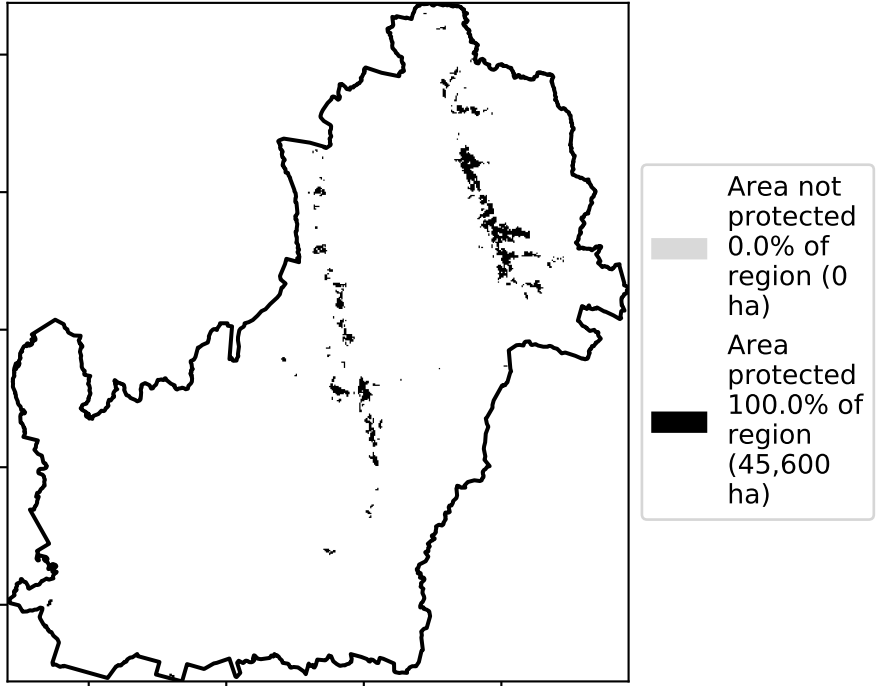 Area not
protected
0.0% of
region (0
ha)
Area
protected
100.0% of
region
(45,600
ha)